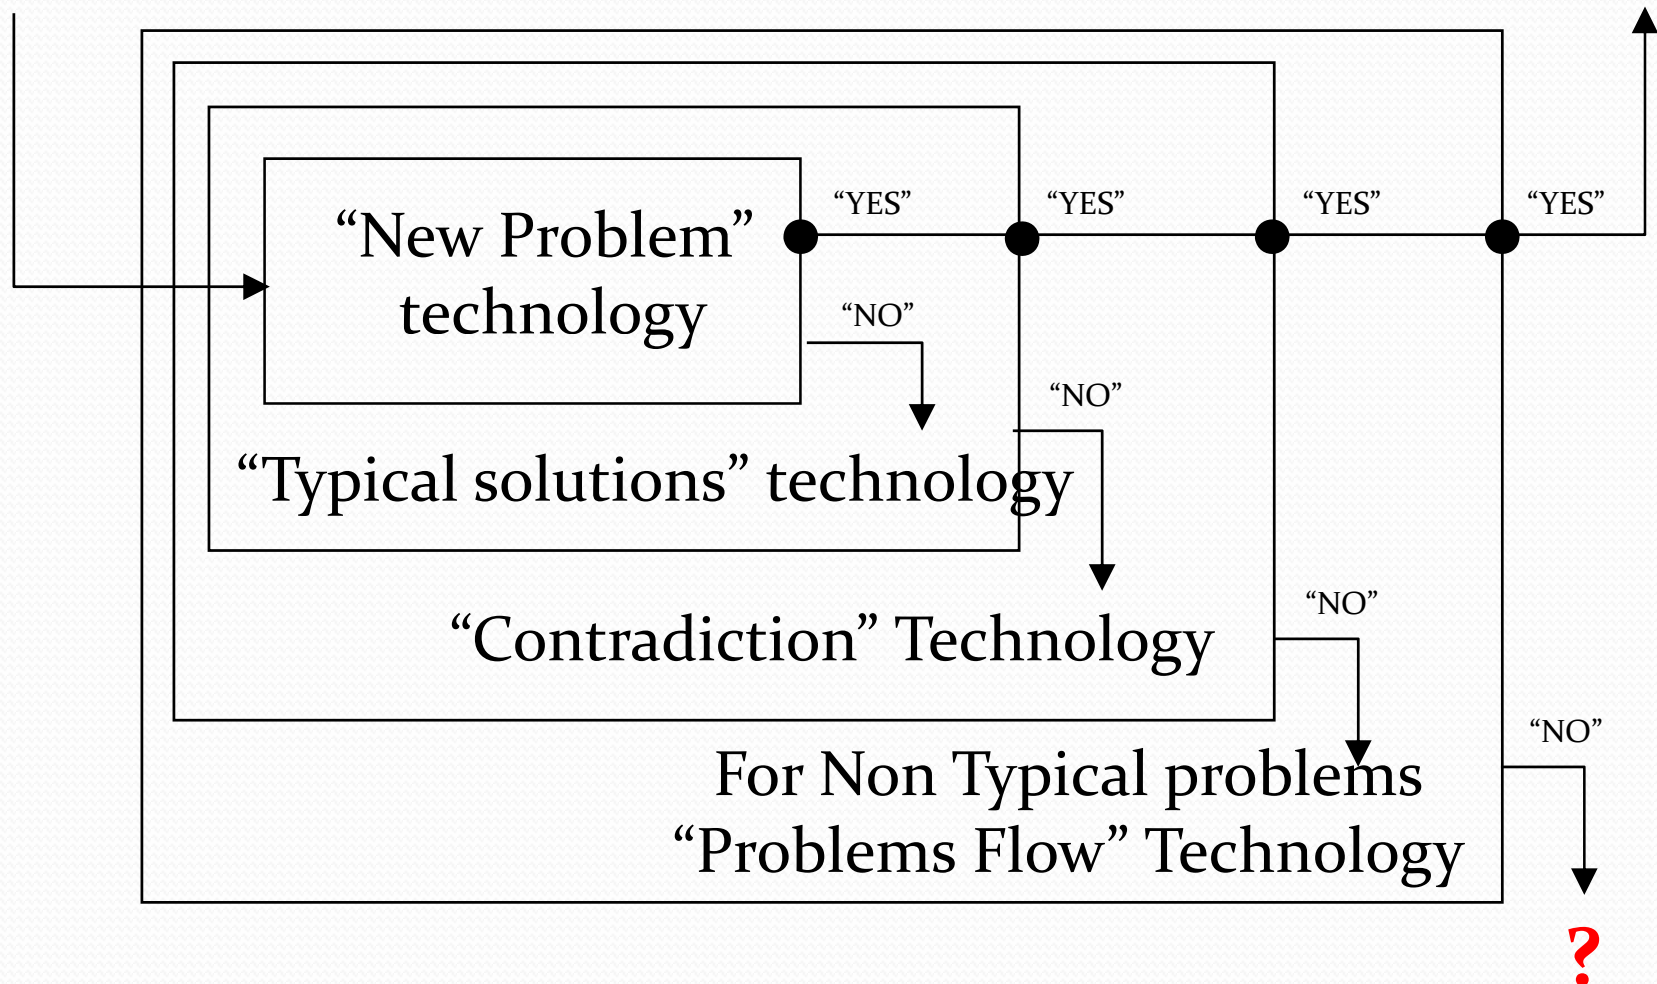 “YES”
“YES”
“YES”
“YES”
“New Problem”
technology
“NO”
“NO”
“Typical solutions” technology
“NO”
“Contradiction” Technology
“NO”
For Non Typical problems
“Problems Flow” Technology
?